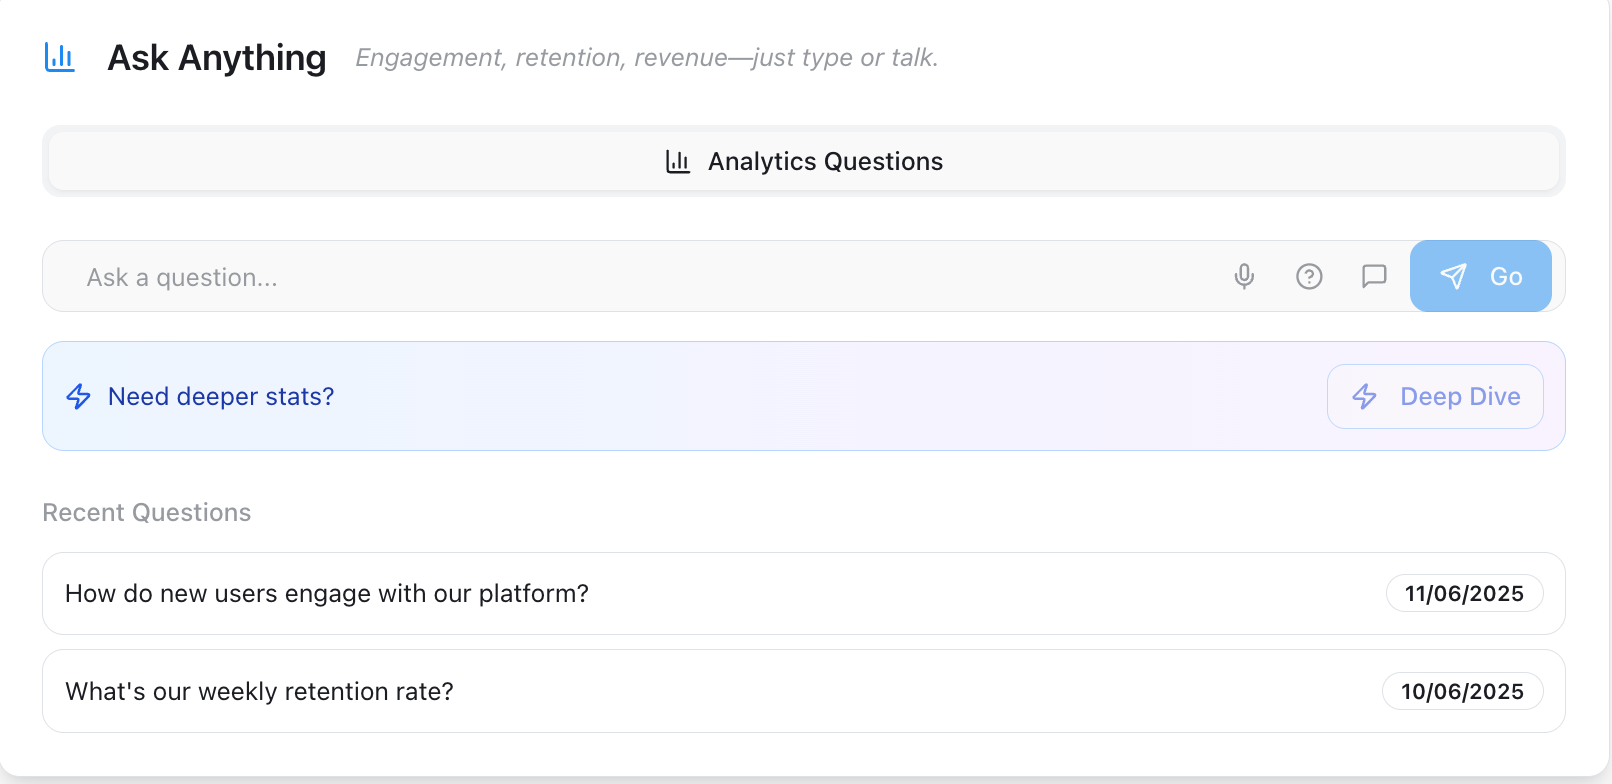 Ask Anything
Engagement, retention, revenue—just type or talk.
Analytics Questions
Ask a question...
Go
Need deeper stats?
Deep Dive
Recent Questions
How do new users engage with our platform?
11/06/2025
What's our weekly retention rate?
10/06/2025